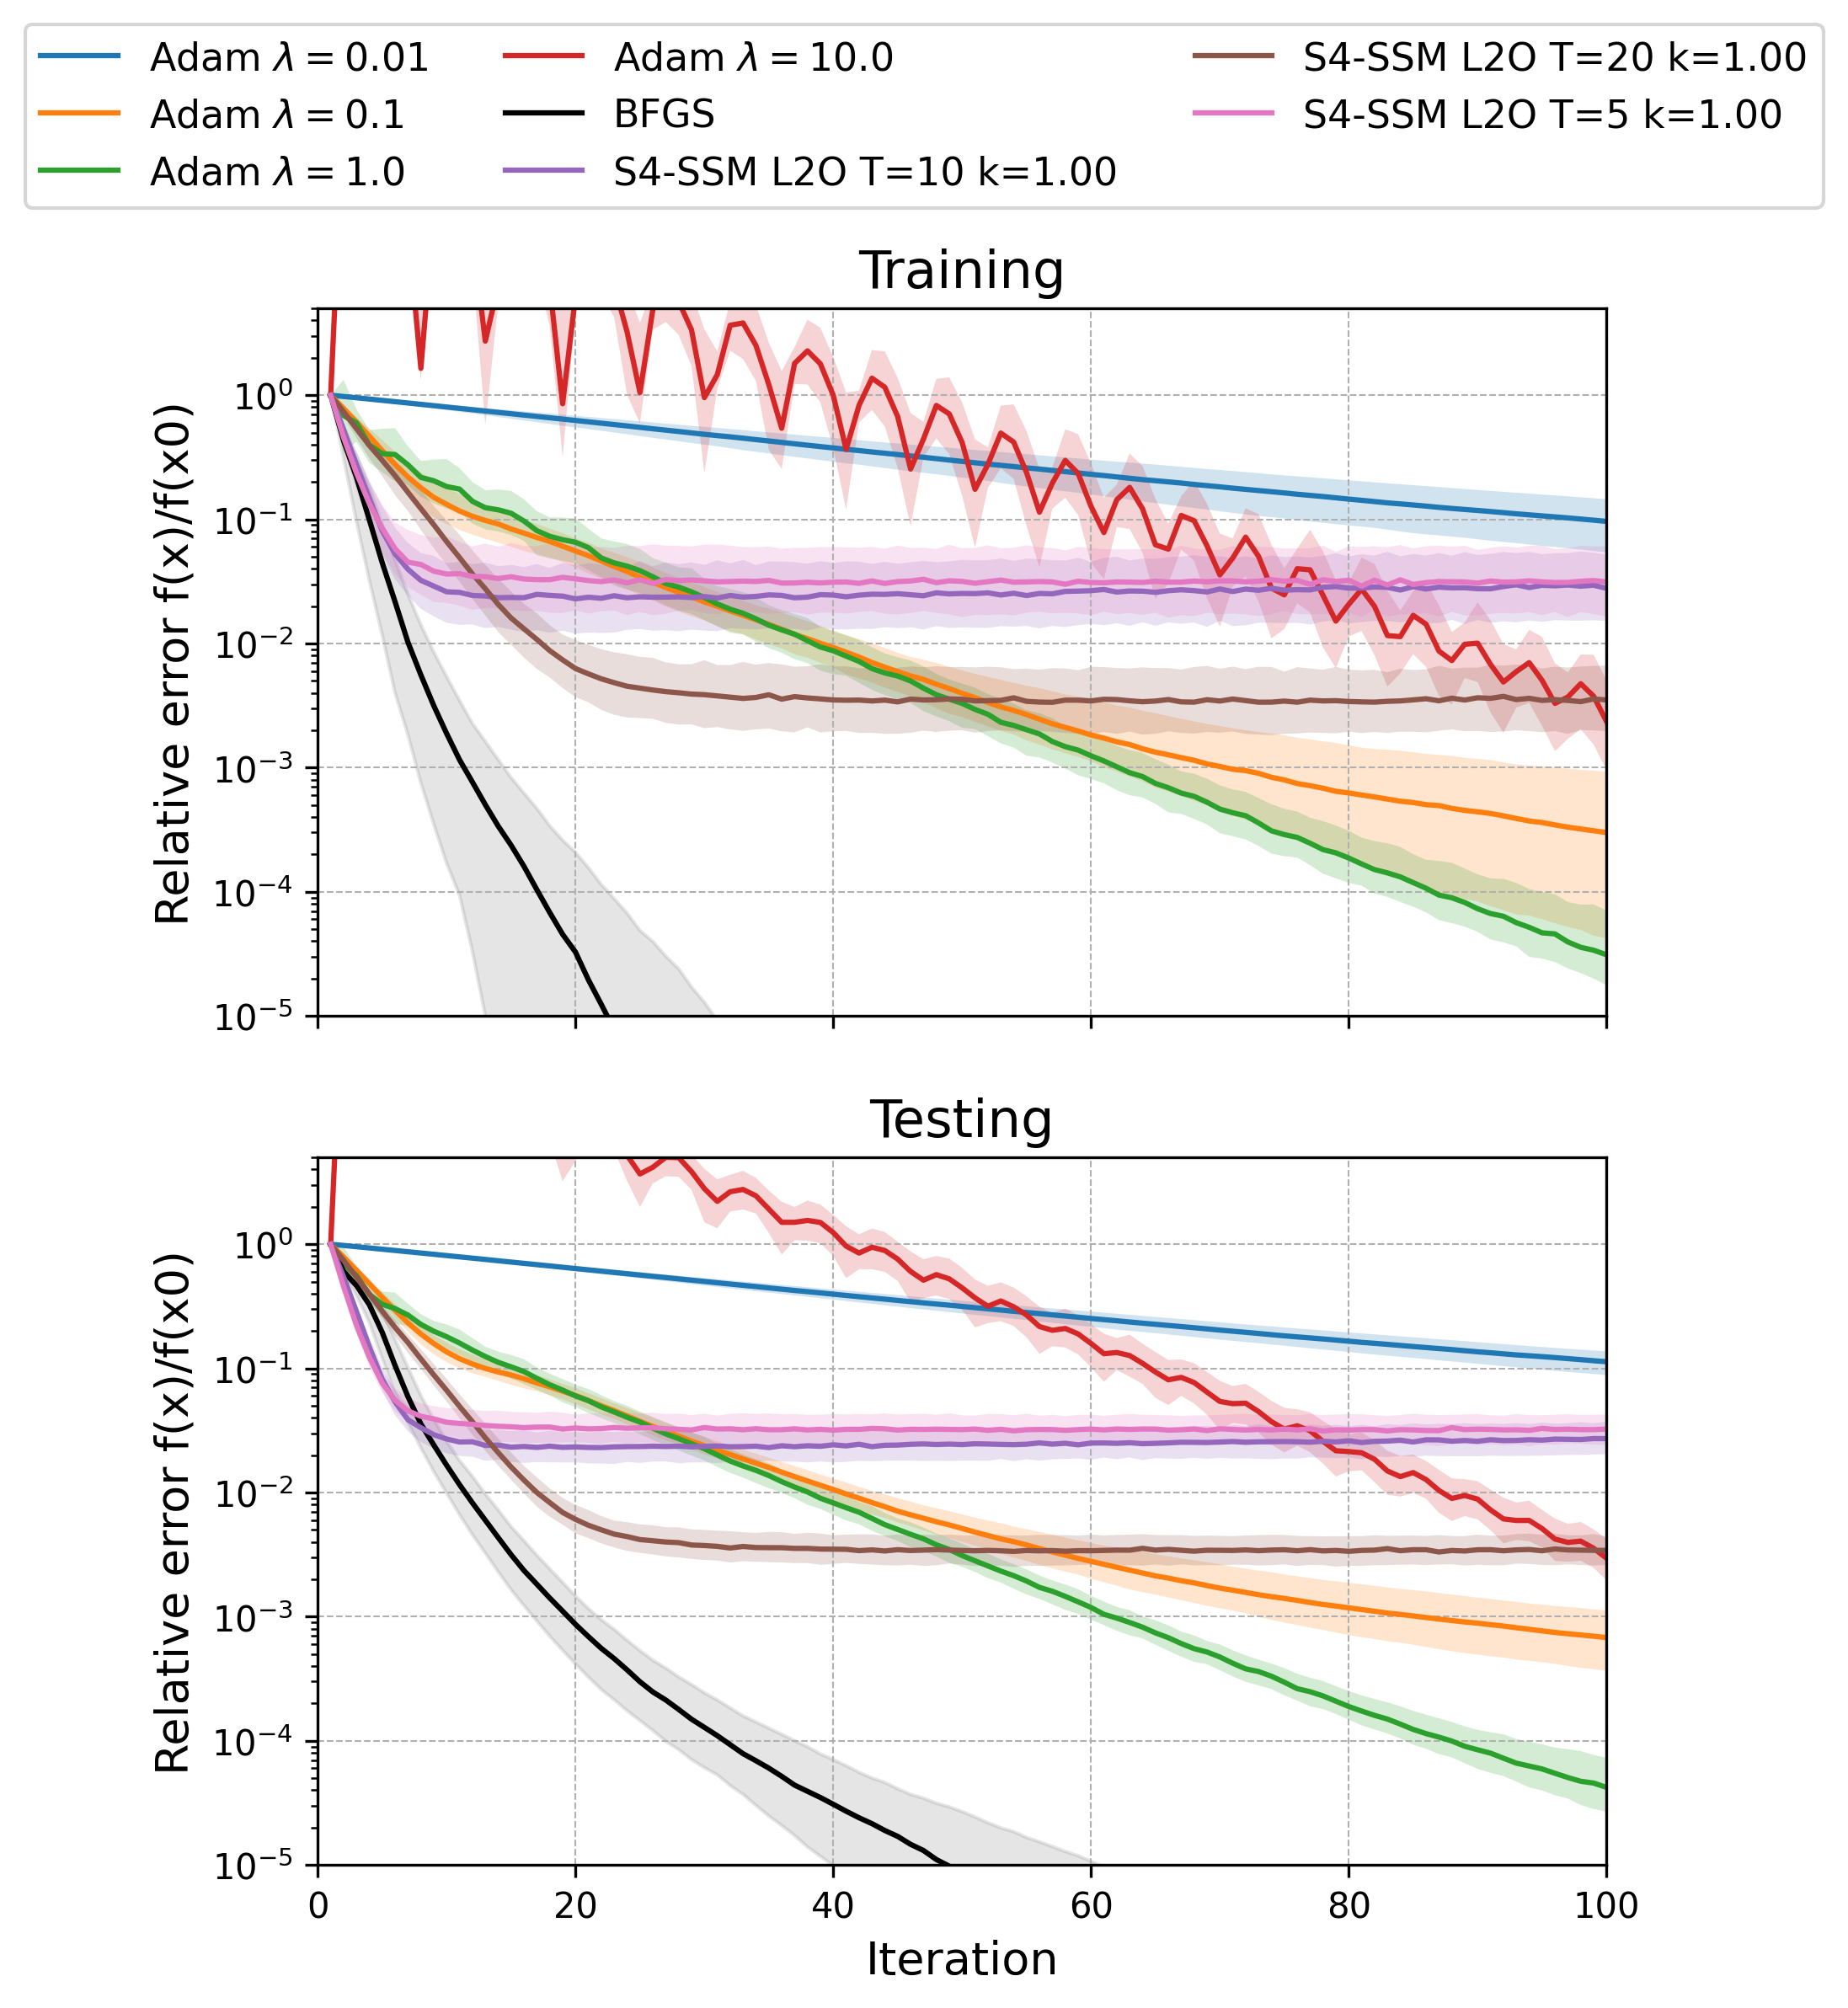 Adam λ = 0.01
Adam λ = 0.1
Adam λ = 1.0
Adam λ = 10.0
BFGS
S4-SSM L2O T=10 k=1.00
S4-SSM L2O T=20 k=1.00
S4-SSM L2O T=5 k=1.00
Training
Relative error f(x)/f(x0)
10⁰
10⁻¹
10⁻²
10⁻³
10⁻⁴
10⁻⁵
Testing
Relative error f(x)/f(x0)
10⁰
10⁻¹
10⁻²
10⁻³
10⁻⁴
10⁻⁵
0 20 40 60 80 100
Iteration